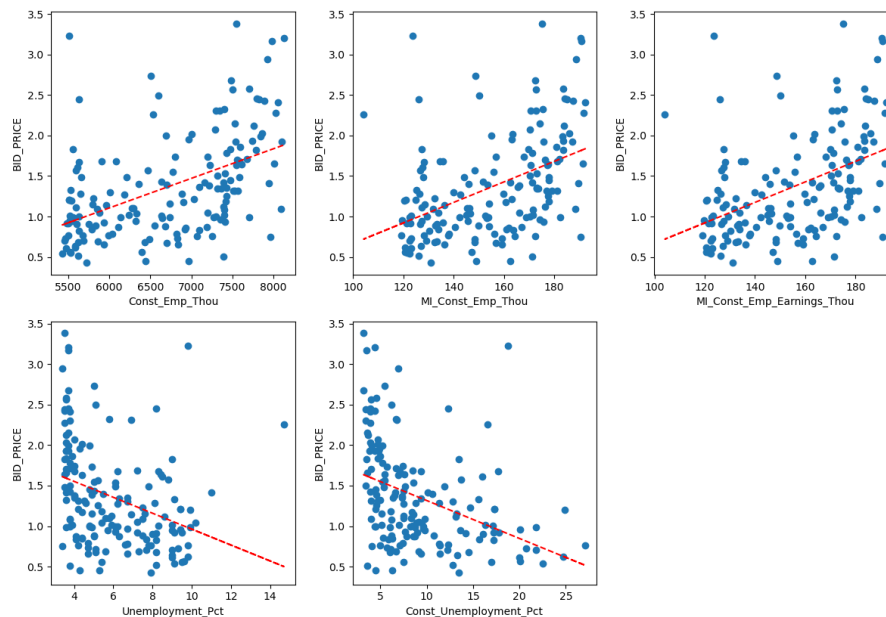 3.5
3.0
2.5
2.0
1.5
1.0
0.5
BID_PRICE
5500 6000 6500 7000 7500 8000
Const_Emp_Thou
3.5
3.0
2.5
2.0
1.5
1.0
0.5
BID_PRICE
100 120 140 160 180
MI_Const_Emp_Thou
3.5
3.0
2.5
2.0
1.5
1.0
0.5
BID_PRICE
100 120 140 160 180
MI_Const_Emp_Earnings_Thou
3.5
3.0
2.5
2.0
1.5
1.0
0.5
BID_PRICE
4 6 8 10 12 14
Unemployment_Pct
3.5
3.0
2.5
2.0
1.5
1.0
0.5
BID_PRICE
5 10 15 20 25
Const_Unemployment_Pct